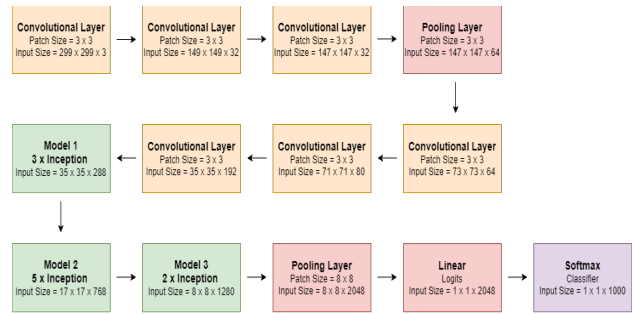 Convolutional Layer
Patch Size = 3 x 3
Input Size = 299 x 299 x 3
Convolutional Layer
Patch Size = 3 x 3
Input Size = 149 x 149 x 32
Convolutional Layer
Patch Size = 3 x 3
Input Size = 147 x 147 x 32
Pooling Layer
Patch Size = 3 x 3
Input Size = 147 x 147 x 64
Model 1
3 x Inception
Input Size = 35 x 35 x 288
Convolutional Layer
Patch Size = 3 x 3
Input Size = 35 x 35 x 192
Convolutional Layer
Patch Size = 3 x 3
Input Size = 71 x 71 x 80
Convolutional Layer
Patch Size = 3 x 3
Input Size = 73 x 73 x 64
Model 2
5 x Inception
Input Size = 17 x 17 x 768
Model 3
2 x Inception
Input Size = 8 x 8 x 1280
Pooling Layer
Patch Size = 8 x 8
Input Size = 8 x 8 x 2048
Linear
Logits
Input Size = 1 x 1 x 2048
Softmax
Classifier
Input Size = 1 x 1 x 1000